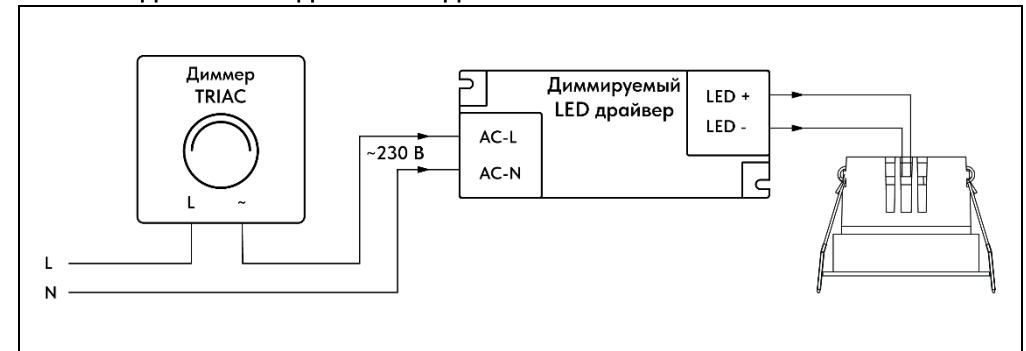 Диммер
TRIAC
L ~
Диммируемый
LED драйвер
LED +
LED -
~230 В
AC-L
AC-N
L
N